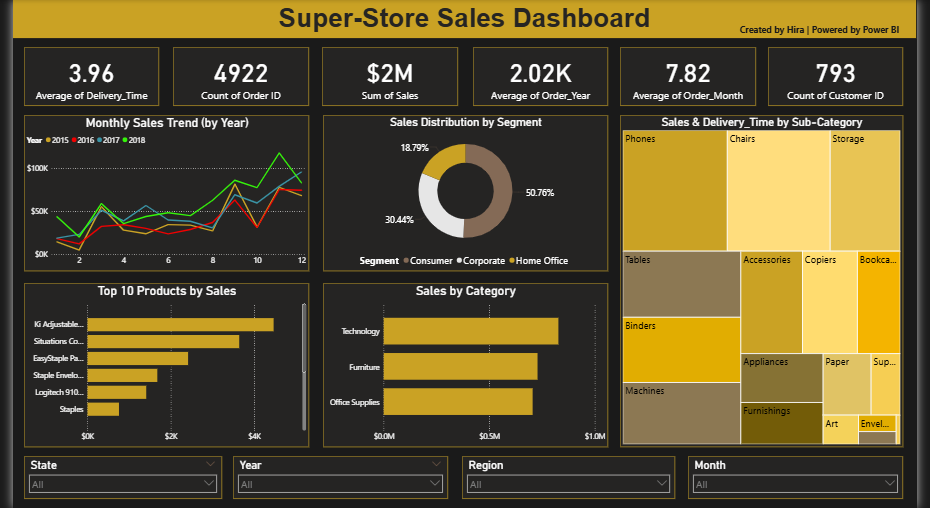 Super-Store Sales Dashboard
Created by Hira | Powered by Power BI
3.96
Average of Delivery_Time
4922
Count of Order ID
$2M
Sum of Sales
2.02K
Average of Order_Year
7.82
Average of Order_Month
793
Count of Customer ID
Monthly Sales Trend (by Year)
Year 2015 2016 2017 2018
$100K
$50K
$0K
2 4 6 8 10 12
Sales Distribution by Segment
18.79%
50.76%
30.44%
Segment Consumer Corporate Home Office
Sales & Delivery_Time by Sub-Category
Phones
Chairs
Storage
Tables
Accessories
Copiers
Bookca...
Binders
Machines
Appliances
Paper
Sup...
Furnishings
Art
Envel...
Top 10 Products by Sales
Ki Adjustable...
Situations Co...
EasyStaple Pa...
Staple Envelo...
Logitech 910...
Staples
$0K $2K $4K
Sales by Category
Technology
Furniture
Office Supplies
$0.0M $0.5M $1.0M
State
All
Year
All
Region
All
Month
All